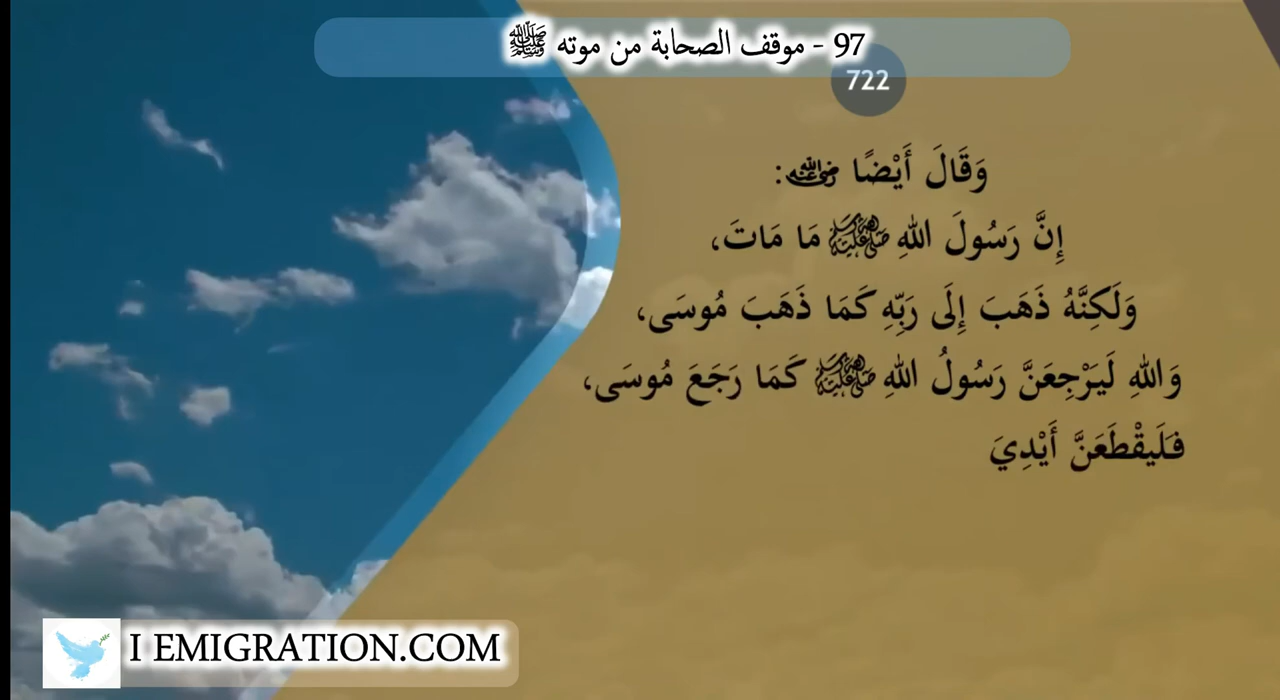 97 - موقف الصحابة من موته ﷺ
722
وَقَالَ أَيْضًا رضي الله عنه:
إِنَّ رَسُولَ اللهِ ﷺ مَا مَاتَ،
وَلَكِنَّهُ ذَهَبَ إِلَى رَبِّهِ كَمَا ذَهَبَ مُوسَى،
وَاللهِ لَيَرْجِعَنَّ رَسُولُ اللهِ ﷺ كَمَا رَجَعَ مُوسَى،
فَلَيقْطَعَنَّ أَيْدِيَ
I EMIGRATION.COM